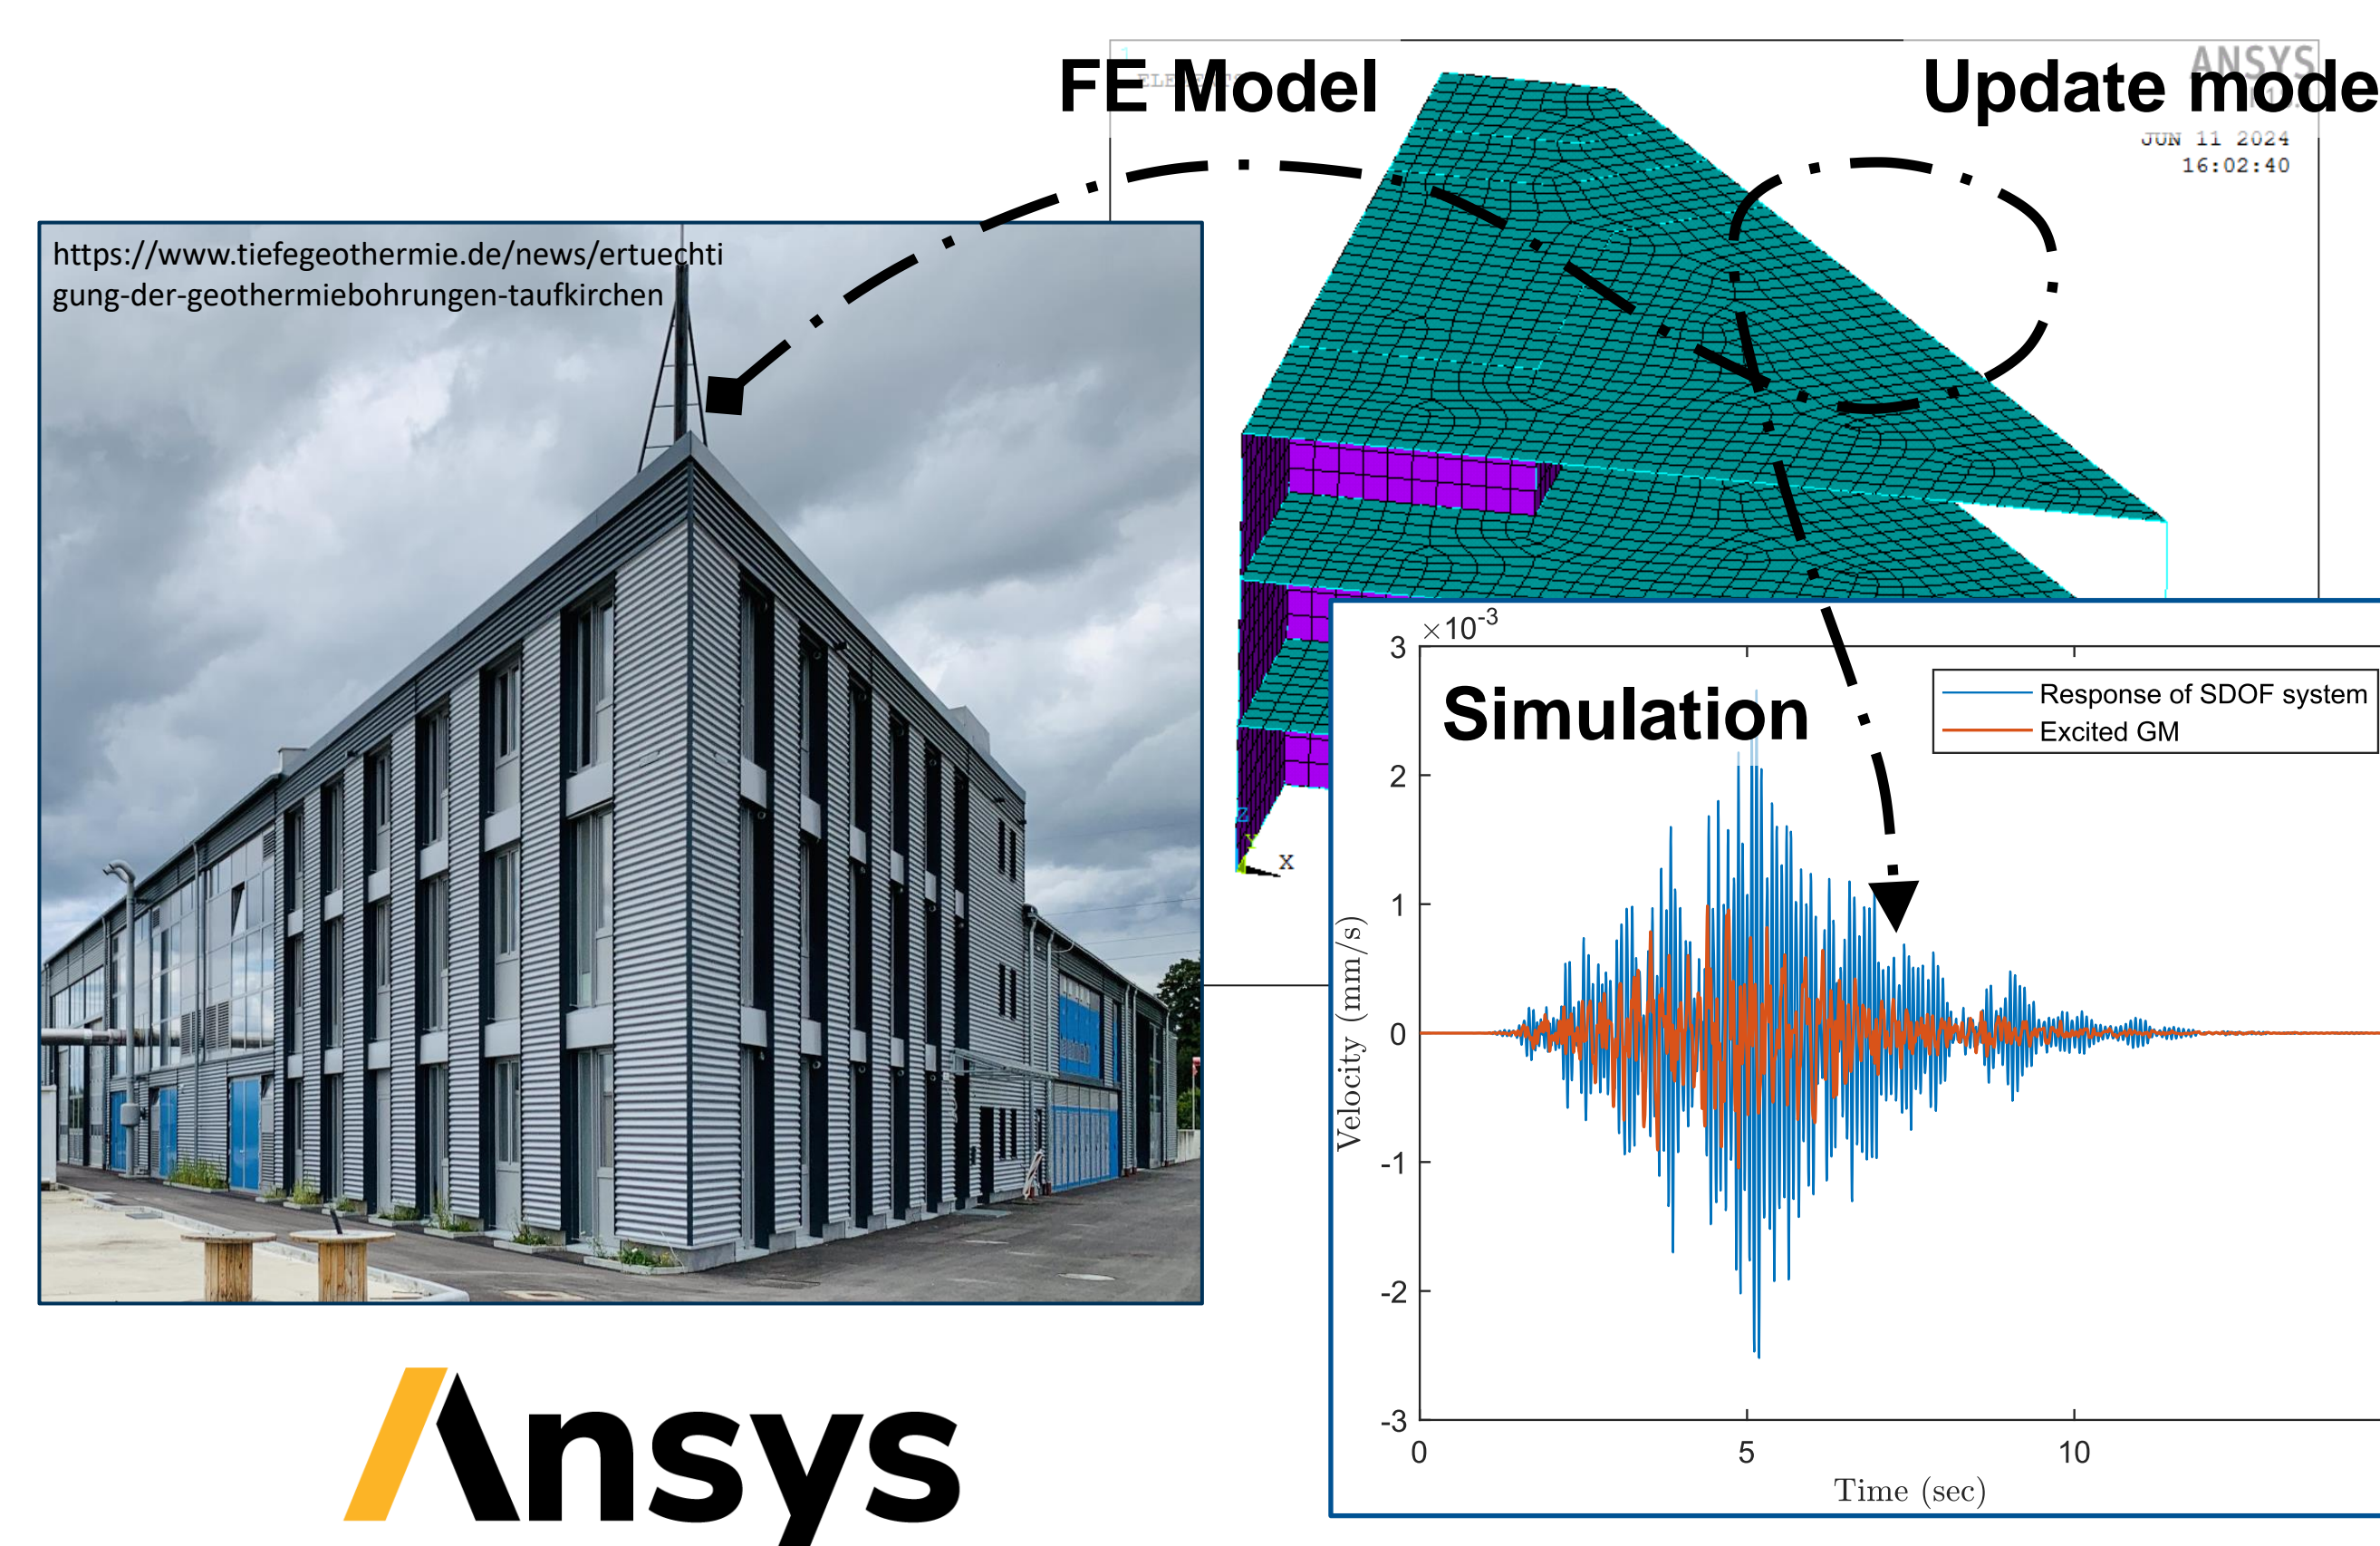 FE Model
Update mode
1
ANSYS
JUN 11 2024
16:02:40
https://www.tiefegeothermie.de/news/ertuechti
gung-der-geothermiebohrungen-taufkirchen
Z
Y
X
×10-3
Simulation
Response of SDOF system
Excited GM
3
2
1
0
-1
-2
-3
Velocity (mm/s)
0
5
10
Time (sec)
Ansys